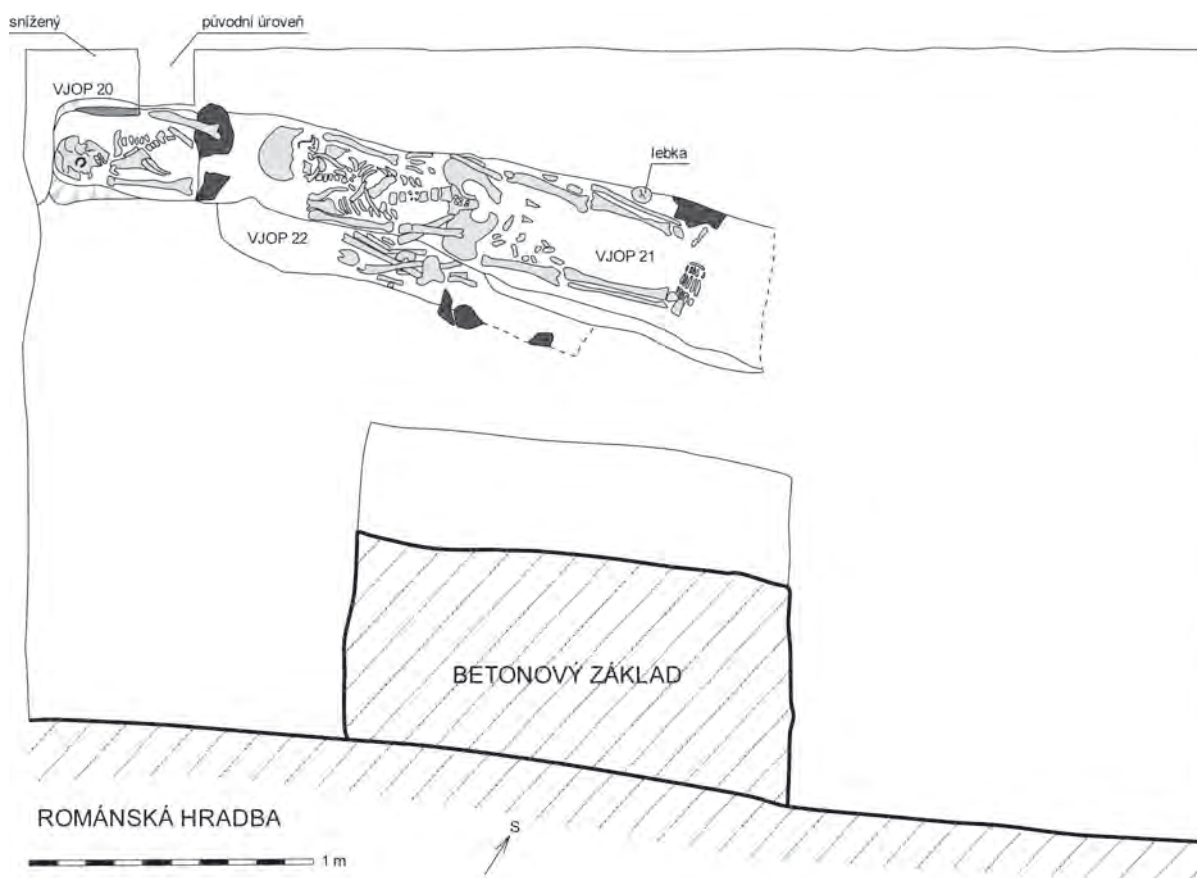 snížený
původní úroveň
VJOP 20
lebka
VJOP 22
VJOP 21
BETONOVÝ ZÁKLAD
ROMÁNSKÁ HRADBA
S
1 m